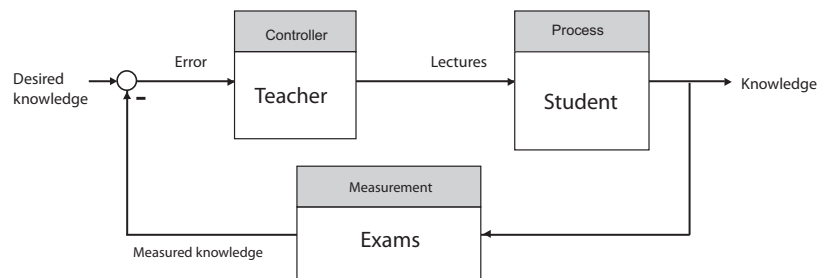 Controller
Process
Error
Lectures
Desired
knowledge
Teacher
Student
Knowledge
-
Measurement
Measured knowledge
Exams